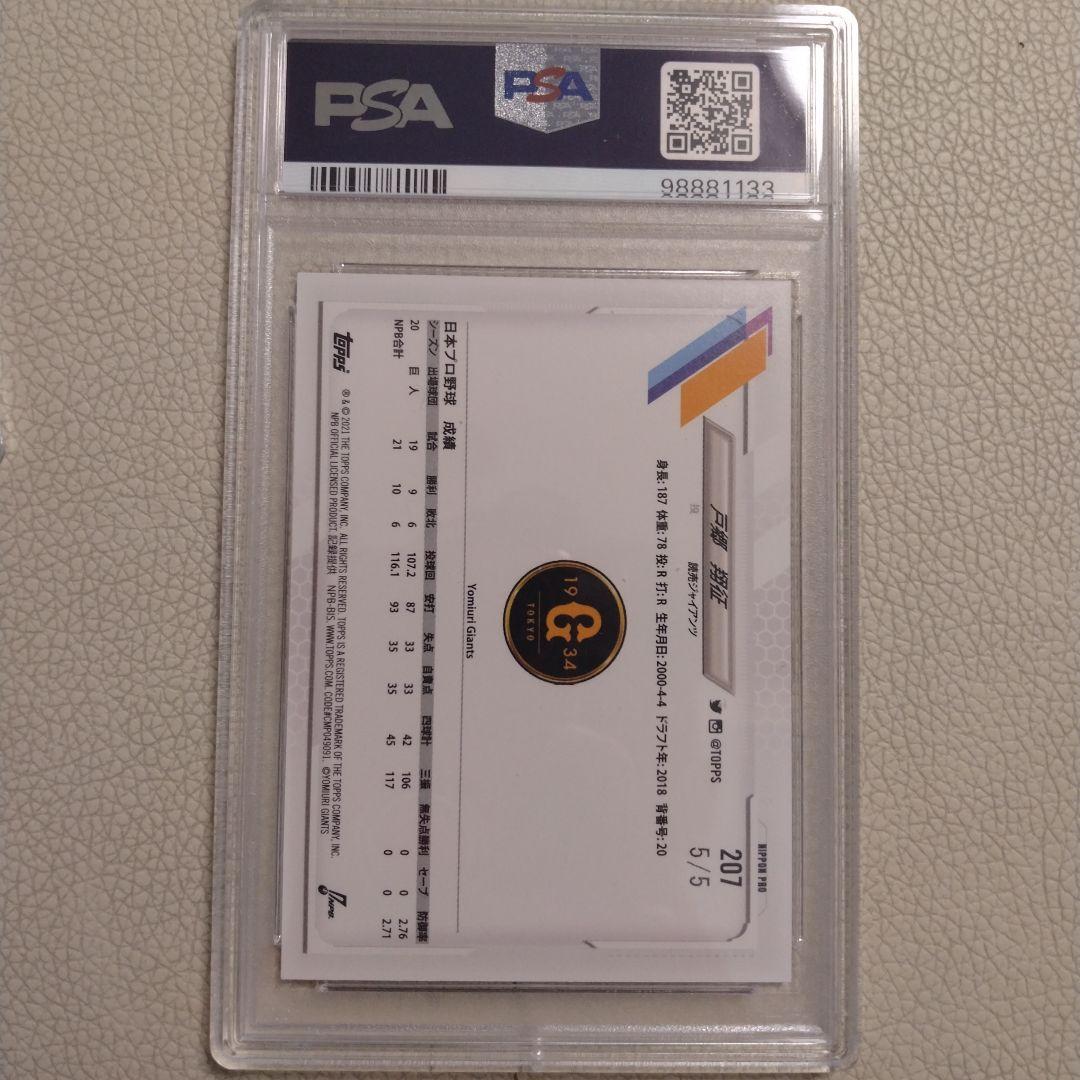 PSA
PSA
98881133
NIPPON PRO
207
5/5
戸郷 翔征
@TOPPS
読売ジャイアンツ
投
身長: 187 体重: 78 投: R 打: R 生年月日: 2000-4-4 ドラフト年: 2018 背番号: 20
19 G 34
TOKYO
Yomiuri Giants
日本プロ野球 成績
シーズン 出場球団 試合 勝利 敗北 投球回 安打 失点 自責点 四球計 三振 無失点勝利 セーブ 防御率
20 巨人 19 9 6 107.2 87 33 33 42 106 0 0 2.76
NPB合計 21 10 6 116.1 93 35 35 45 117 0 0 2.71
topps
® & © 2021 THE TOPPS COMPANY, INC. ALL RIGHTS RESERVED. TOPPS IS A REGISTERED TRADEMARK OF THE TOPPS COMPANY, INC.
NPB OFFICIAL LICENSED PRODUCT. 記録提供 NPB-BIS. WWW.TOPPS.COM. CODE#CMP049091. ©YOMIURI GIANTS
NPB